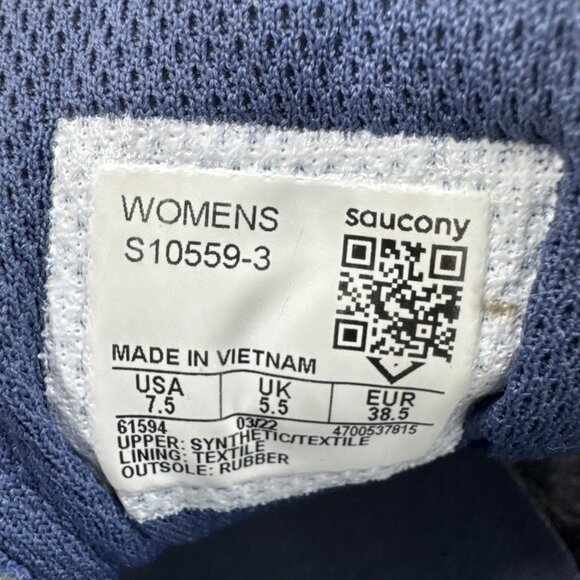 WOMENS
S10559-3
saucony
MADE IN VIETNAM
USA UK EUR
7.5 5.5 38.5
61594 03/22 4700537815
UPPER: SYNTHETIC/TEXTILE
LINING: TEXTILE
OUTSOLE: RUBBER